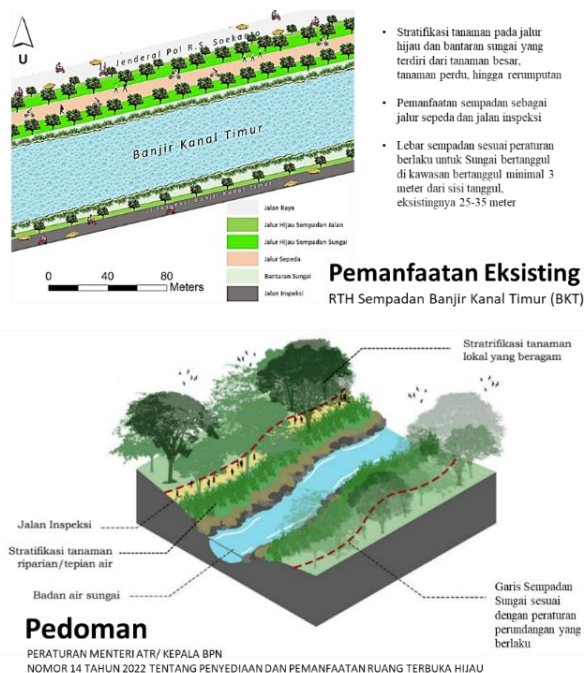 U
Jenderal Pol R.S. Soekanto
Banjir Kanal Timur
Jl. Inspeksi Banjir Kanal Timur
Jalan Raya
Jalur Hijau Sempadan Jalan
Jalur Hijau Sempadan Sungai
Jalur Sepeda
Bantaran Sungai
Jalan Inspeksi
0 40 80
Meters
• Stratifikasi tanaman pada jalur
hijau dan bantaran sungai yang
terdiri dari tanaman besar,
tanaman perdu, hingga rerumputan
• Pemanfaatan sempadan sebagai
jalur sepeda dan jalan inspeksi
• Lebar sempadan sesuai peraturan
berlaku untuk Sungai bertanggul
di kawasan bertanggul minimal 3
meter dari sisi tanggul,
eksistingnya 25-35 meter
Pemanfaatan Eksisting
RTH Sempadan Banjir Kanal Timur (BKT)
Stratrifikasi tanaman
lokal yang beragam
Jalan Inspeksi
Stratifikasi tanaman
riparian/tepian air
Badan air sungai
Garis Sempadan
Sungai sesuai
dengan peraturan
perundangan yang
berlaku
Pedoman
PERATURAN MENTERI ATR/ KEPALA BPN
NOMOR 14 TAHUN 2022 TENTANG PENYEDIAAN DAN PEMANFAATAN RUANG TERBUKA HIJAU